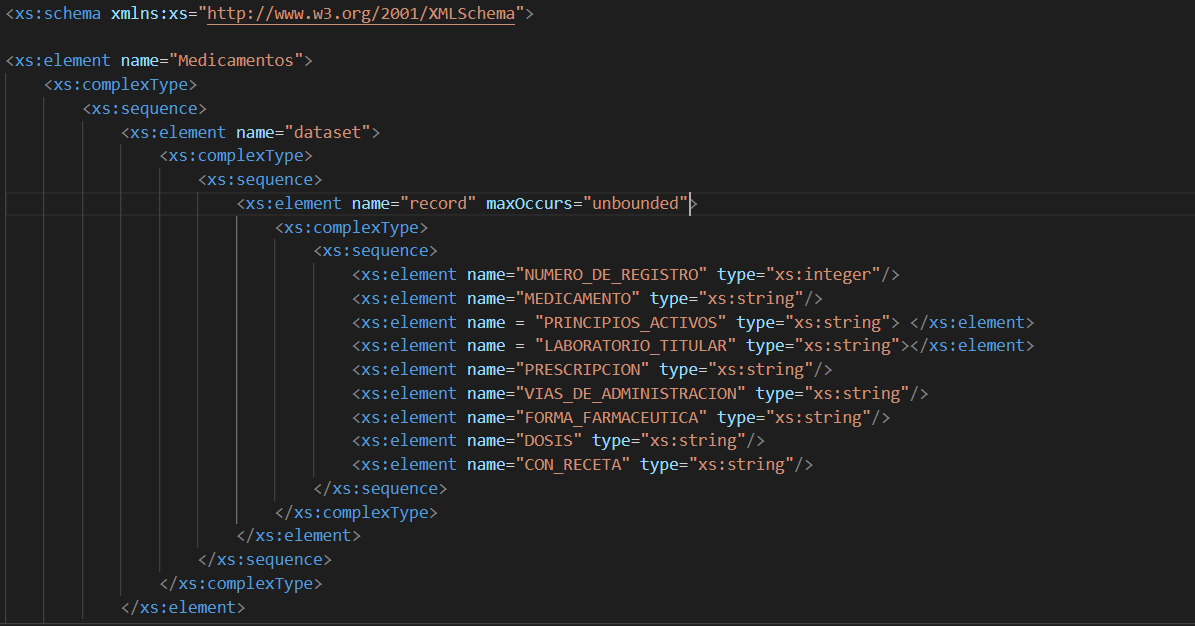 <xs:schema xmlns:xs="http://www.w3.org/2001/XMLSchema">
<xs:element name="Medicamentos">
<xs:complexType>
<xs:sequence>
<xs:element name="dataset">
<xs:complexType>
<xs:sequence>
<xs:element name="record" maxOccurs="unbounded">
<xs:complexType>
<xs:sequence>
<xs:element name="NUMERO_DE_REGISTRO" type="xs:integer"/>
<xs:element name="MEDICAMENTO" type="xs:string"/>
<xs:element name = "PRINCIPIOS_ACTIVOS" type="xs:string"> </xs:element>
<xs:element name = "LABORATORIO_TITULAR" type="xs:string"></xs:element>
<xs:element name="PRESCRIPCION" type="xs:string"/>
<xs:element name="VIAS_DE_ADMINISTRACION" type="xs:string"/>
<xs:element name="FORMA_FARMACEUTICA" type="xs:string"/>
<xs:element name="DOSIS" type="xs:string"/>
<xs:element name="CON_RECETA" type="xs:string"/>
</xs:sequence>
</xs:complexType>
</xs:element>
</xs:sequence>
</xs:complexType>
</xs:element>